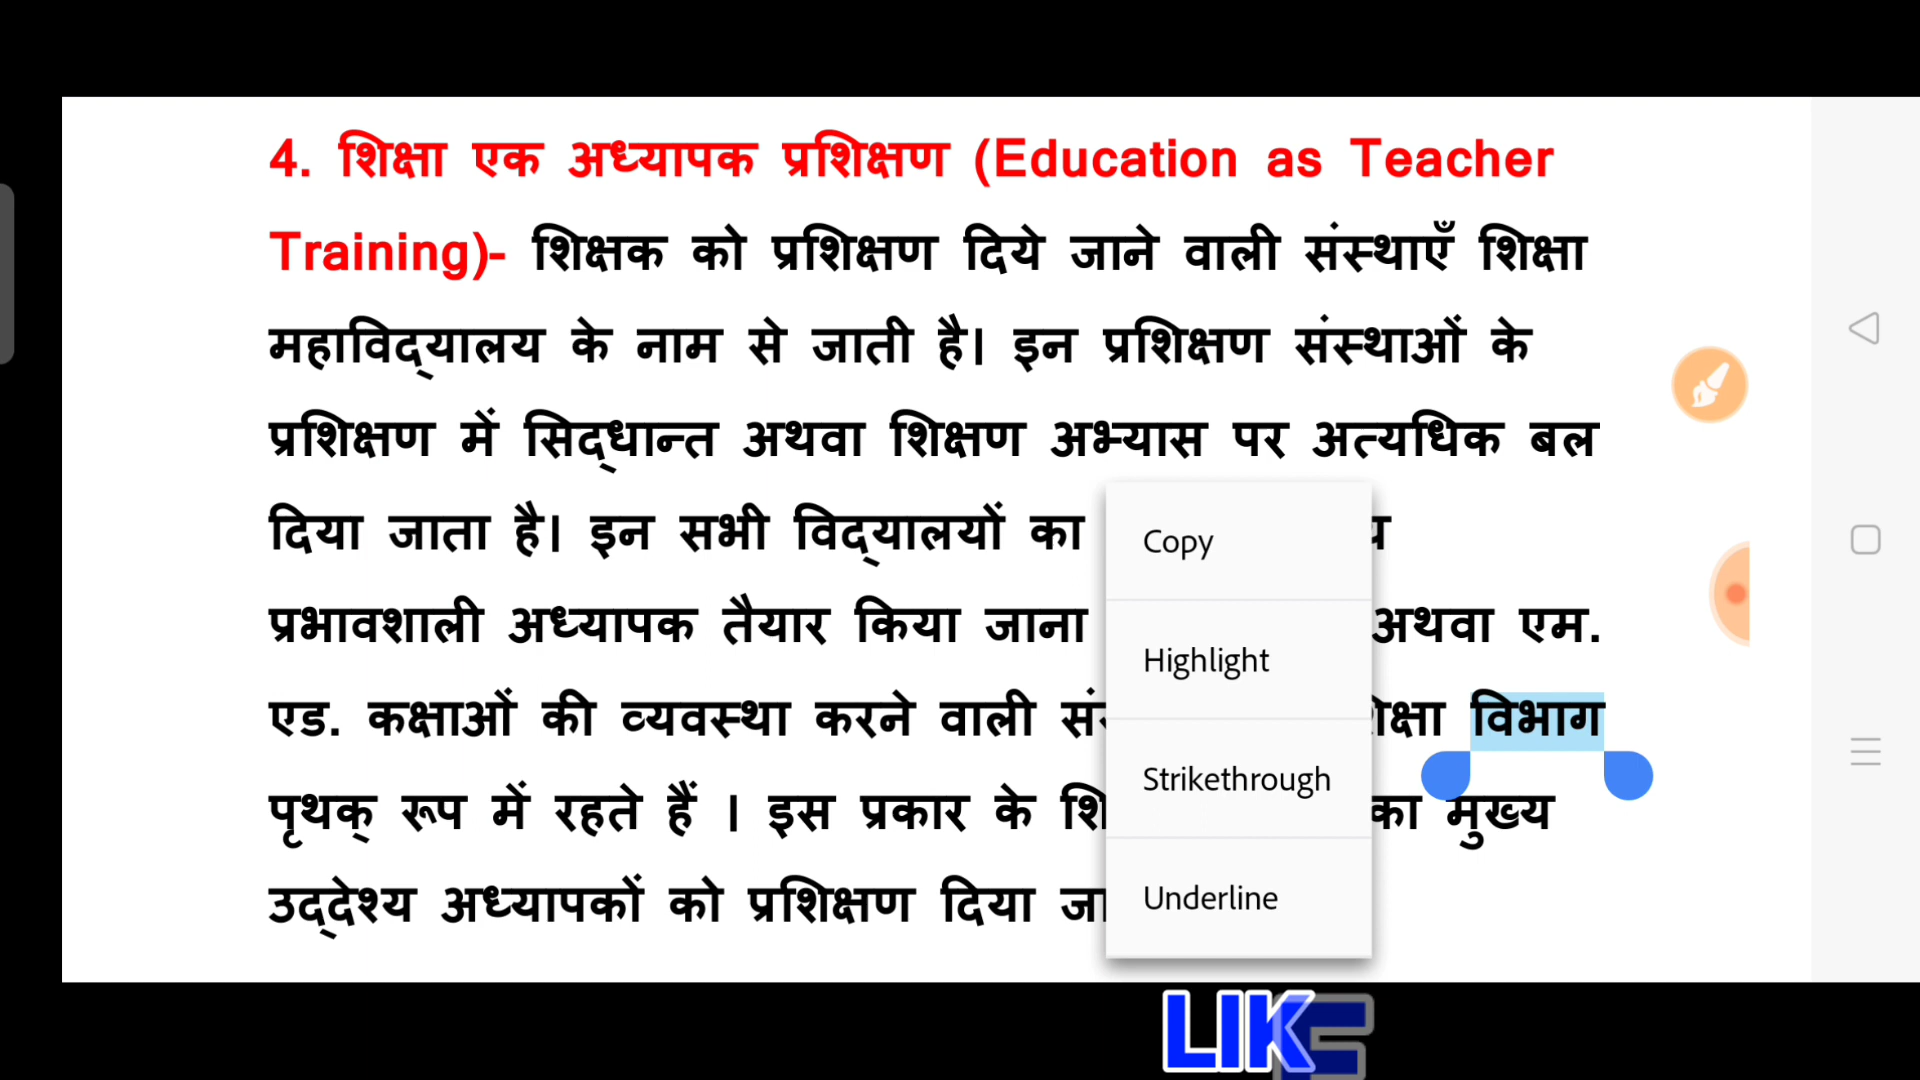 4. शिक्षा एक अध्यापक प्रशिक्षण (Education as Teacher
Training)- शिक्षक को प्रशिक्षण दिये जाने वाली संस्थाएँ शिक्षा
महाविद्यालय के नाम से जाती है। इन प्रशिक्षण संस्थाओं के
प्रशिक्षण में सिद्धान्त अथवा शिक्षण अभ्यास पर अत्यधिक बल
दिया जाता है। इन सभी विद्यालयों का
प्रभावशाली अध्यापक तैयार किया जाना अथवा एम.
एड. कक्षाओं की व्यवस्था करने वाली विभाग
पृथक् रूप में रहते हैं । इस प्रकार के का मुख्य
उद्देश्य अध्यापकों को प्रशिक्षण दिया
Copy
Highlight
Strikethrough
Underline
LIKE